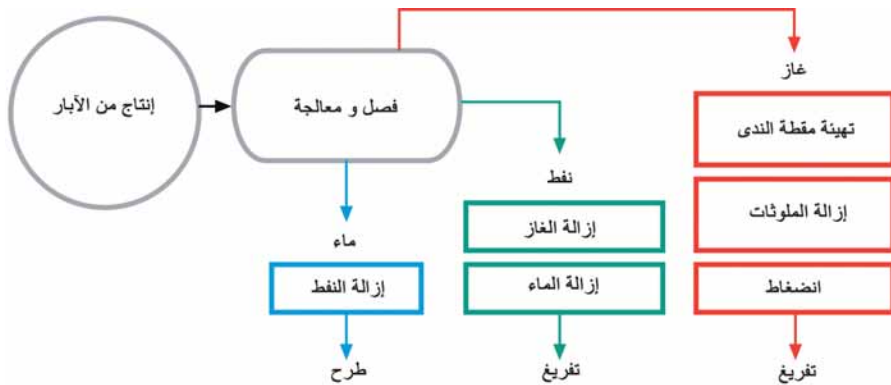 إنتاج من الآبار
فصل و معالجة
غاز
تهيئة مقطة الندى
إزالة الملوثات
انضغاط
تفريغ
نفط
إزالة الغاز
إزالة الماء
تفريغ
ماء
إزالة النفط
طرح